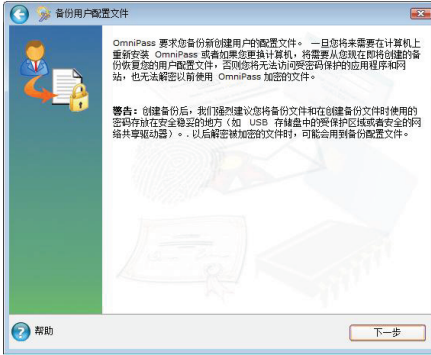 备份用户配置文件
OmniPass 要求您备份新创建用户的配置文件。 一旦您将来需要在计算机上
重新安装 OmniPass 或者如果您更换计算机，将需要从您现在即将创建的备
份恢复您的用户配置文件，否则您将无法访问受密码保护的应用程序和网
站，也无法解密以前使用 OmniPass 加密的文件。
警告：创建备份后，我们强烈建议您将备份文件和在创建备份文件时使用的
密码存放在安全稳妥的地方（如 USB 存储盘中的受保护区域或者安全的网
络共享驱动器）。.以后解密被加密的文件时，可能会用到备份配置文件。
帮助
下一步